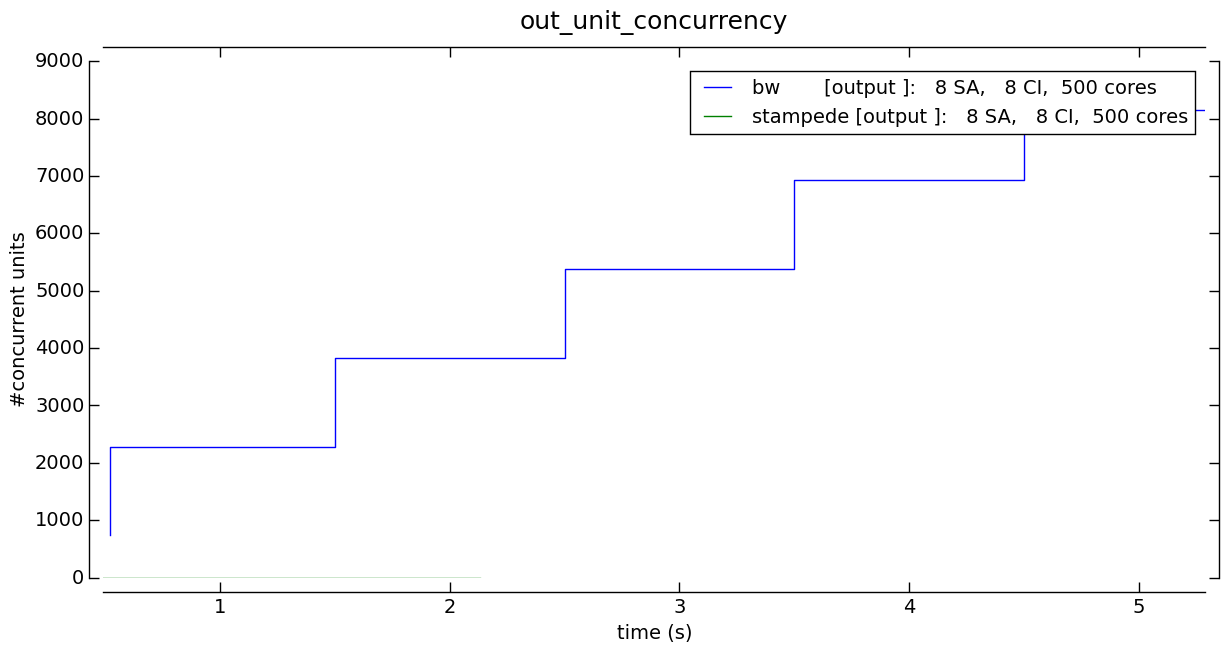 out_unit_concurrency
9000
8000
7000
6000
5000
4000
3000
2000
1000
0
#concurrent units
bw [output ]: 8 SA, 8 CI, 500 cores
stampede [output ]: 8 SA, 8 CI, 500 cores
1 2 3 4 5
time (s)